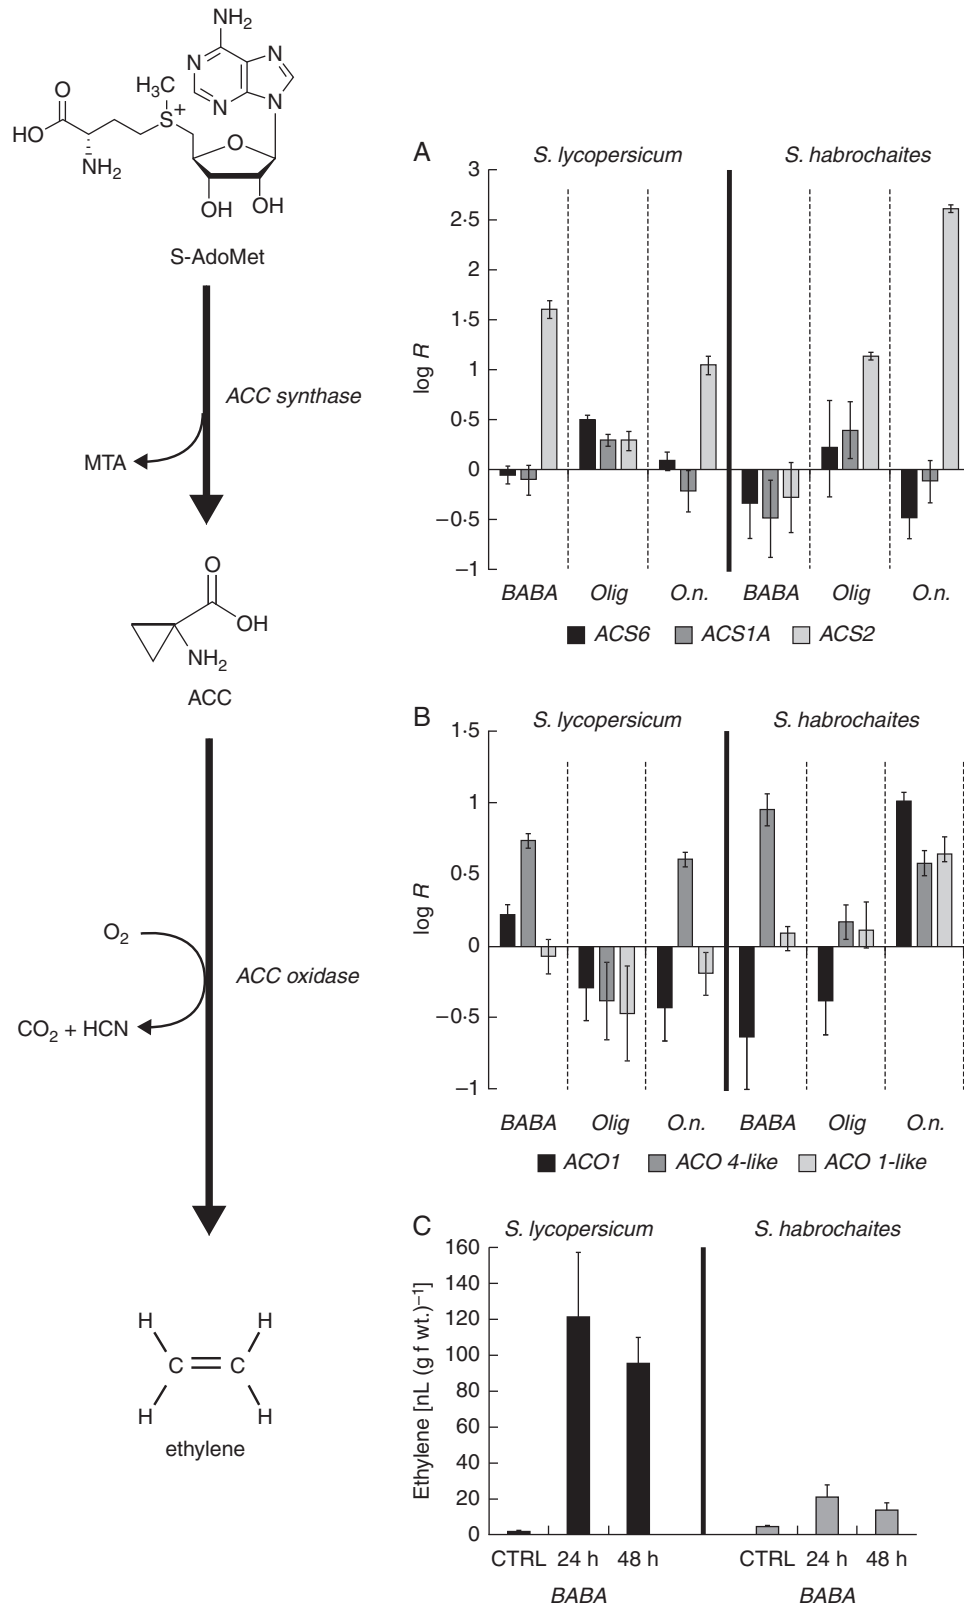 NH₂
N
N
N
N
H₃C
S⁺
O
HO
NH₂
O
OH
OH
S-AdoMet
ACC synthase
MTA
O
OH
NH₂
ACC
O₂
ACC oxidase
CO₂ + HCN
H
H
C
C
H
H
ethylene
A
S. lycopersicum
S. habrochaites
3
2·5
2
1·5
1
0·5
0
−0·5
−1
log R
BABA
Olig
O.n.
BABA
Olig
O.n.
ACS6
ACS1A
ACS2
B
S. lycopersicum
S. habrochaites
1·5
1
0·5
0
−0·5
−1
log R
BABA
Olig
O.n.
BABA
Olig
O.n.
ACO1
ACO 4-like
ACO 1-like
C
S. lycopersicum
S. habrochaites
160
140
120
100
80
60
40
20
0
Ethylene [nL (g f wt.)⁻¹]
CTRL
24 h
48 h
CTRL
24 h
48 h
BABA
BABA